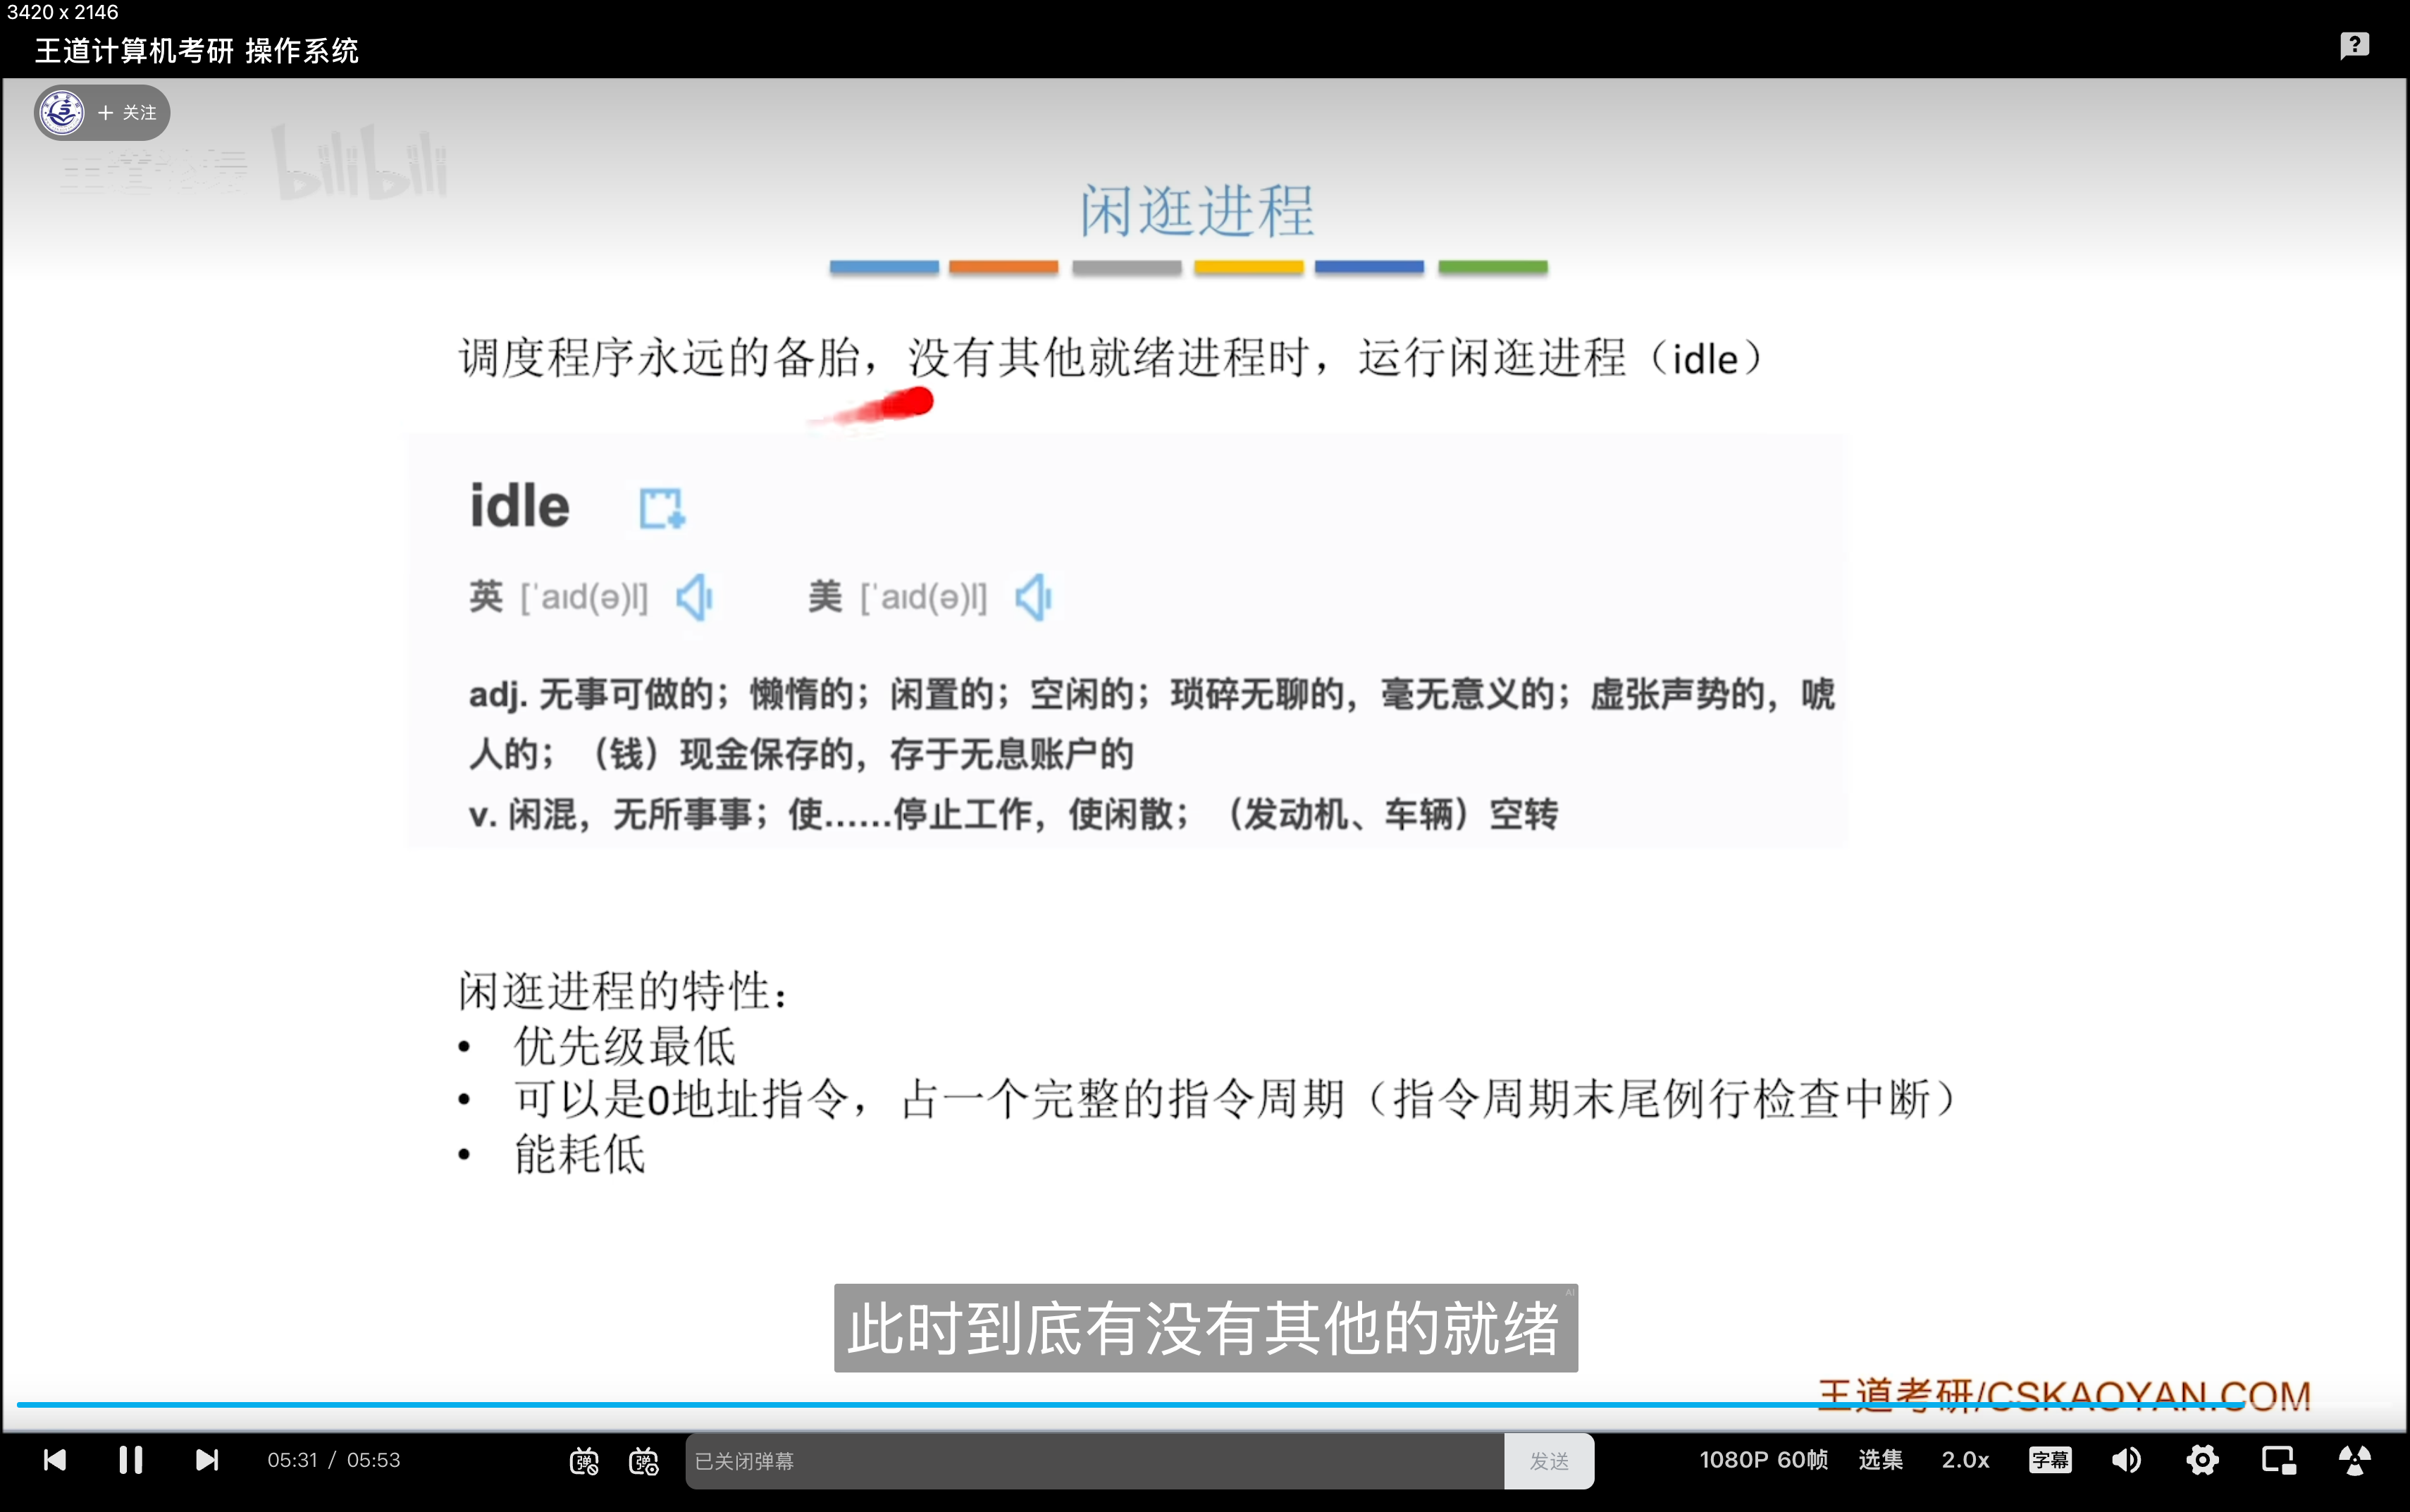 3420 x 2146
王道计算机考研 操作系统
+ 关注
bilibili
闲逛进程
调度程序永远的备胎，没有其他就绪进程时，运行闲逛进程（idle）
idle
英 [ˈaɪd(ə)l] 美 [ˈaɪd(ə)l]
adj. 无事可做的；懒惰的；闲置的；空闲的；琐碎无聊的，毫无意义的；虚张声势的，唬
人的；（钱）现金保存的，存于无息账户的
v. 闲混，无所事事；使……停止工作，使闲散；（发动机、车辆）空转
闲逛进程的特性：
• 优先级最低
• 可以是0地址指令，占一个完整的指令周期（指令周期末尾例行检查中断）
• 能耗低
AI
此时到底有没有其他的就绪
王道考研/CSKAOYAN.COM
05:31 / 05:53 弹 弹 已关闭弹幕 发送 1080P 60帧 选集 2.0x 字幕